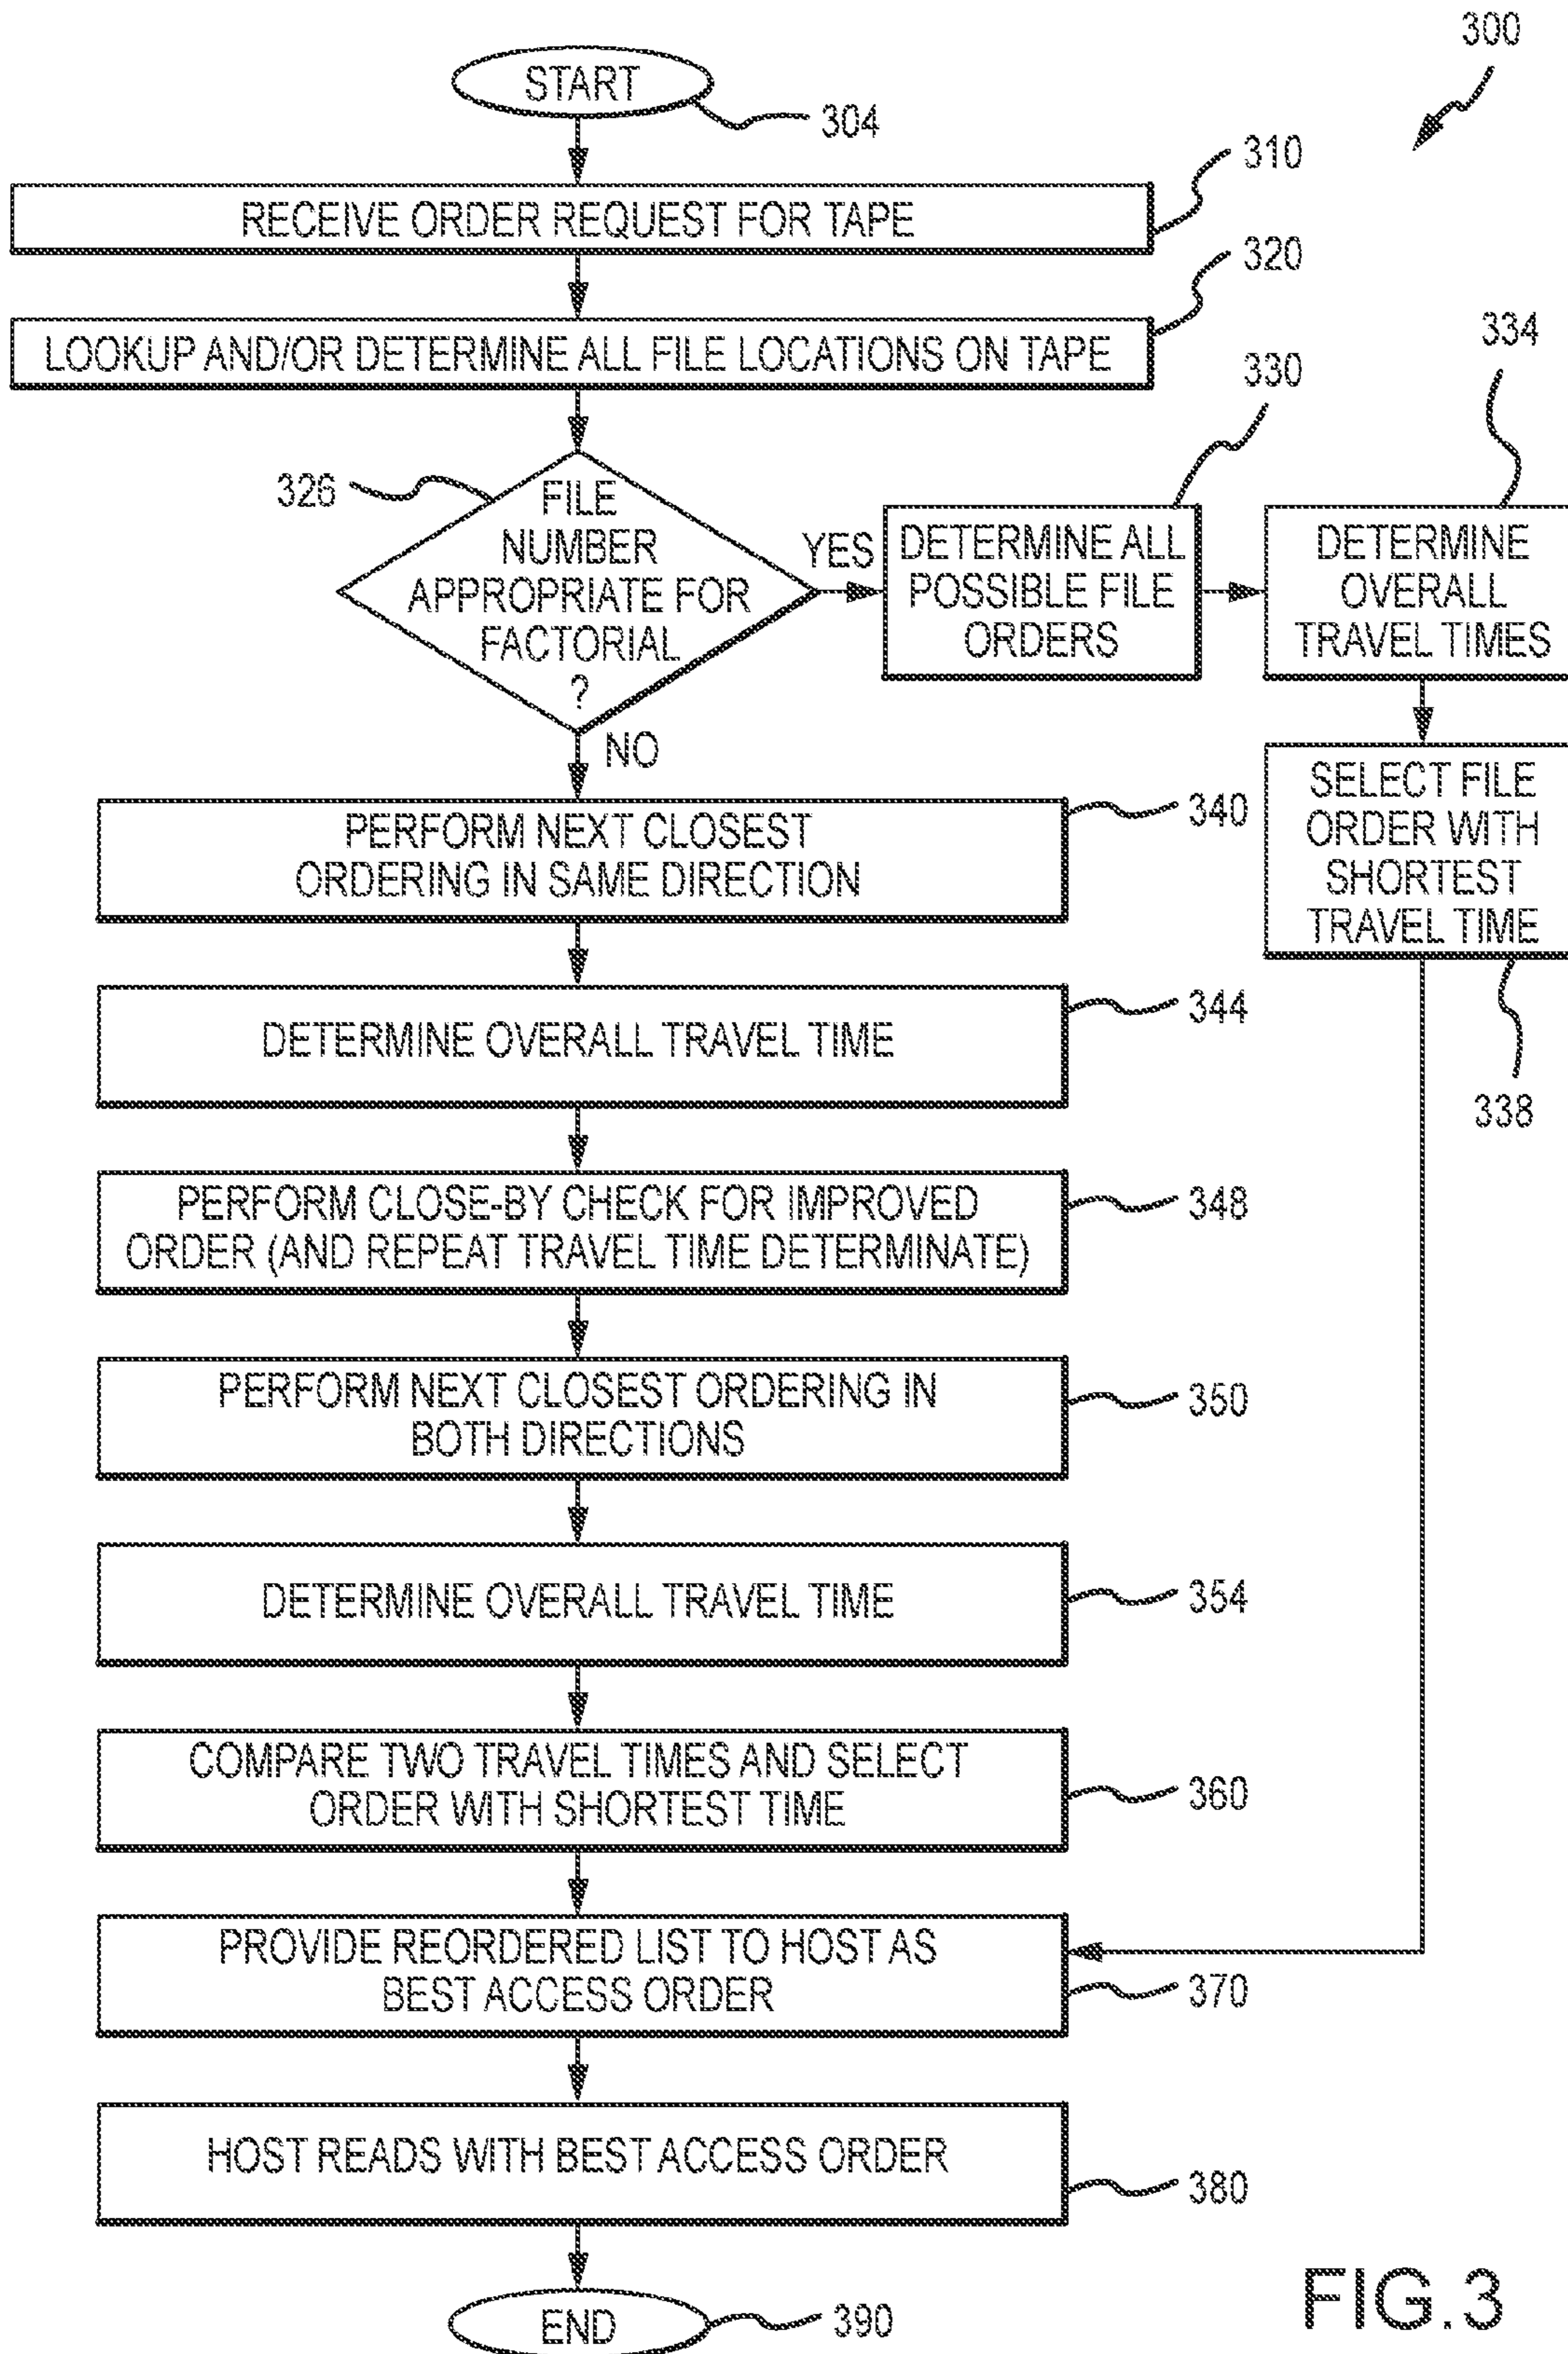 300
START
304
310
RECEIVE ORDER REQUEST FOR TAPE
320
LOOKUP AND/OR DETERMINE ALL FILE LOCATIONS ON TAPE
326
FILE
NUMBER
APPROPRIATE FOR
FACTORIAL
?
YES
NO
330
DETERMINE ALL
POSSIBLE FILE
ORDERS
334
DETERMINE
OVERALL
TRAVEL TIMES
SELECT FILE
ORDER WITH
SHORTEST
TRAVEL TIME
338
PERFORM NEXT CLOSEST
ORDERING IN SAME DIRECTION
340
DETERMINE OVERALL TRAVEL TIME
344
PERFORM CLOSE-BY CHECK FOR IMPROVED
ORDER (AND REPEAT TRAVEL TIME DETERMINATE)
348
PERFORM NEXT CLOSEST ORDERING IN
BOTH DIRECTIONS
350
DETERMINE OVERALL TRAVEL TIME
354
COMPARE TWO TRAVEL TIMES AND SELECT
ORDER WITH SHORTEST TIME
360
PROVIDE REORDERED LIST TO HOST AS
BEST ACCESS ORDER
370
HOST READS WITH BEST ACCESS ORDER
380
END
390
FIG.3